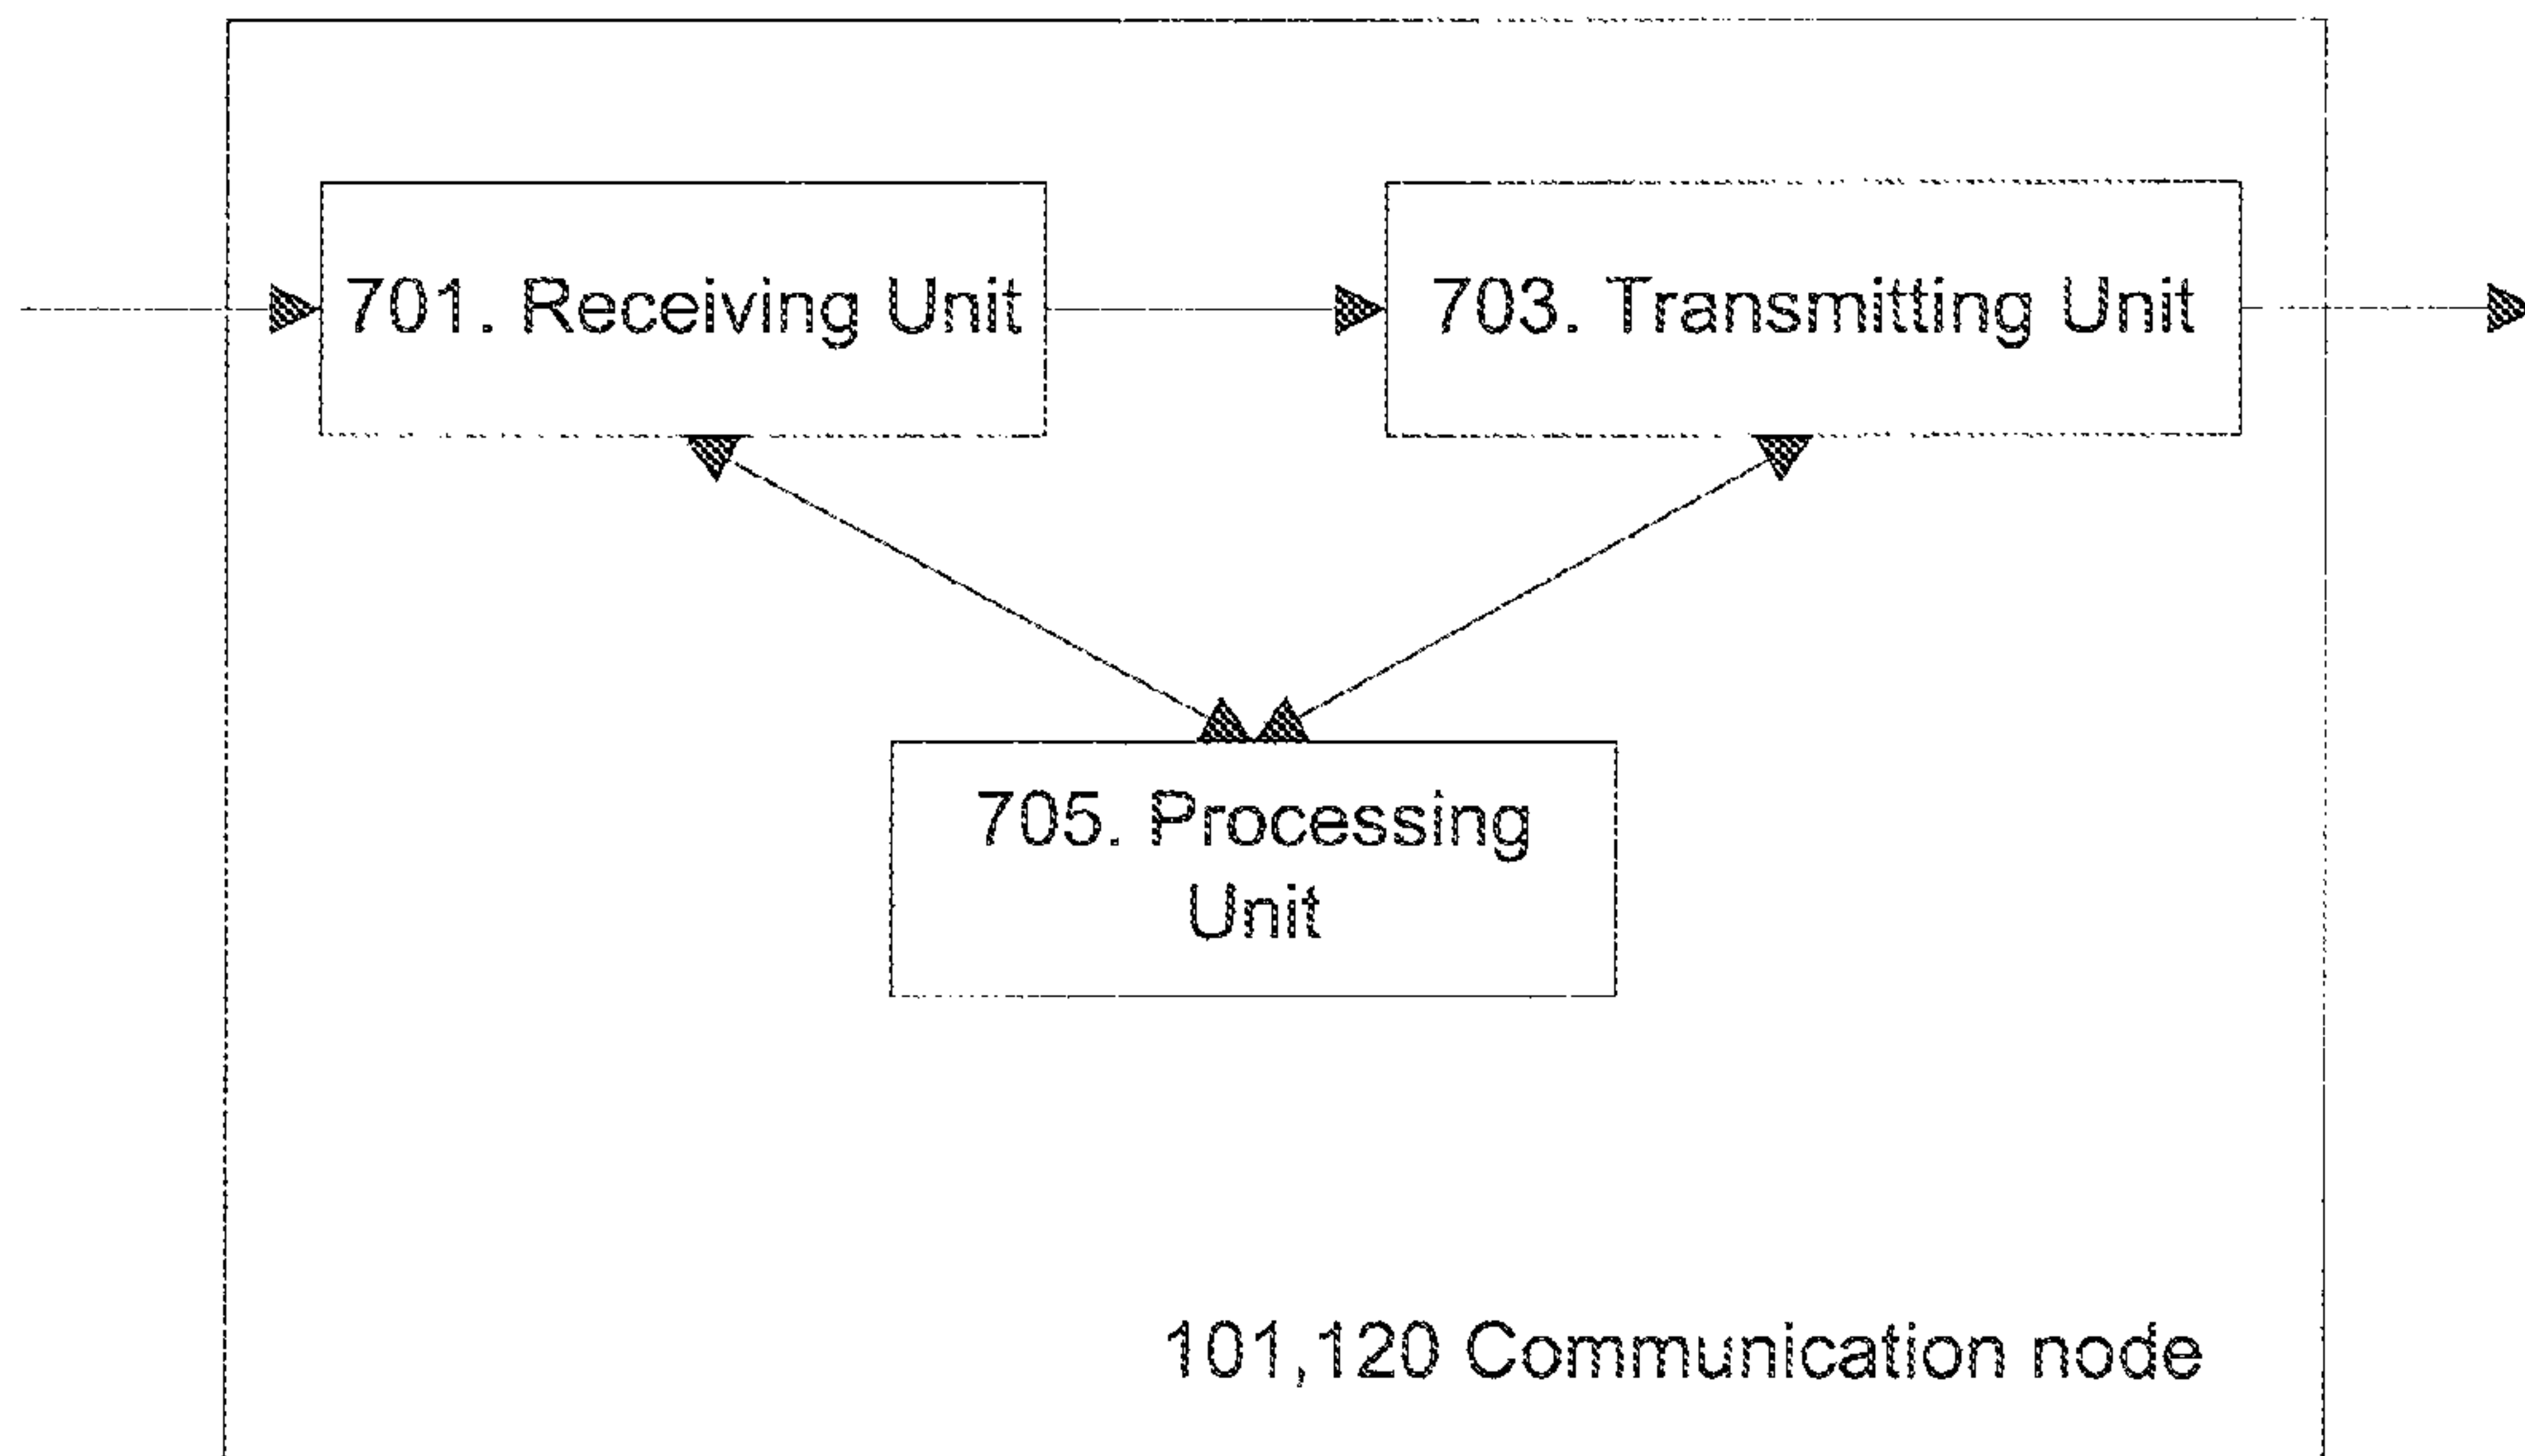 701. Receiving Unit
703. Transmitting Unit
705. Processing
Unit
101,120 Communication node